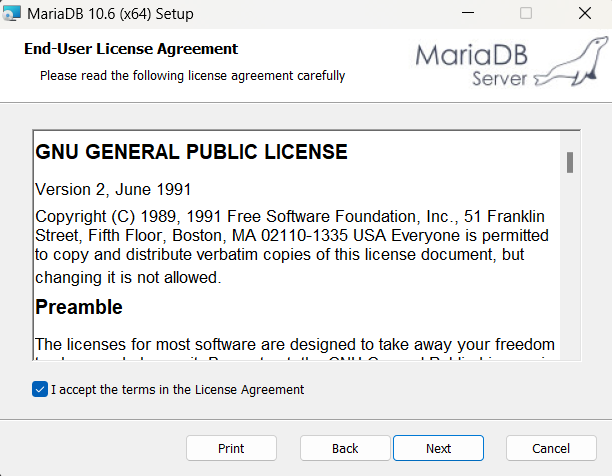 MariaDB 10.6 (x64) Setup
End-User License Agreement
Please read the following license agreement carefully
MariaDB
Server
GNU GENERAL PUBLIC LICENSE
Version 2, June 1991
Copyright (C) 1989, 1991 Free Software Foundation, Inc., 51 Franklin
Street, Fifth Floor, Boston, MA 02110-1335 USA Everyone is permitted
to copy and distribute verbatim copies of this license document, but
changing it is not allowed.
Preamble
The licenses for most software are designed to take away your freedom
I accept the terms in the License Agreement
Print
Back
Next
Cancel